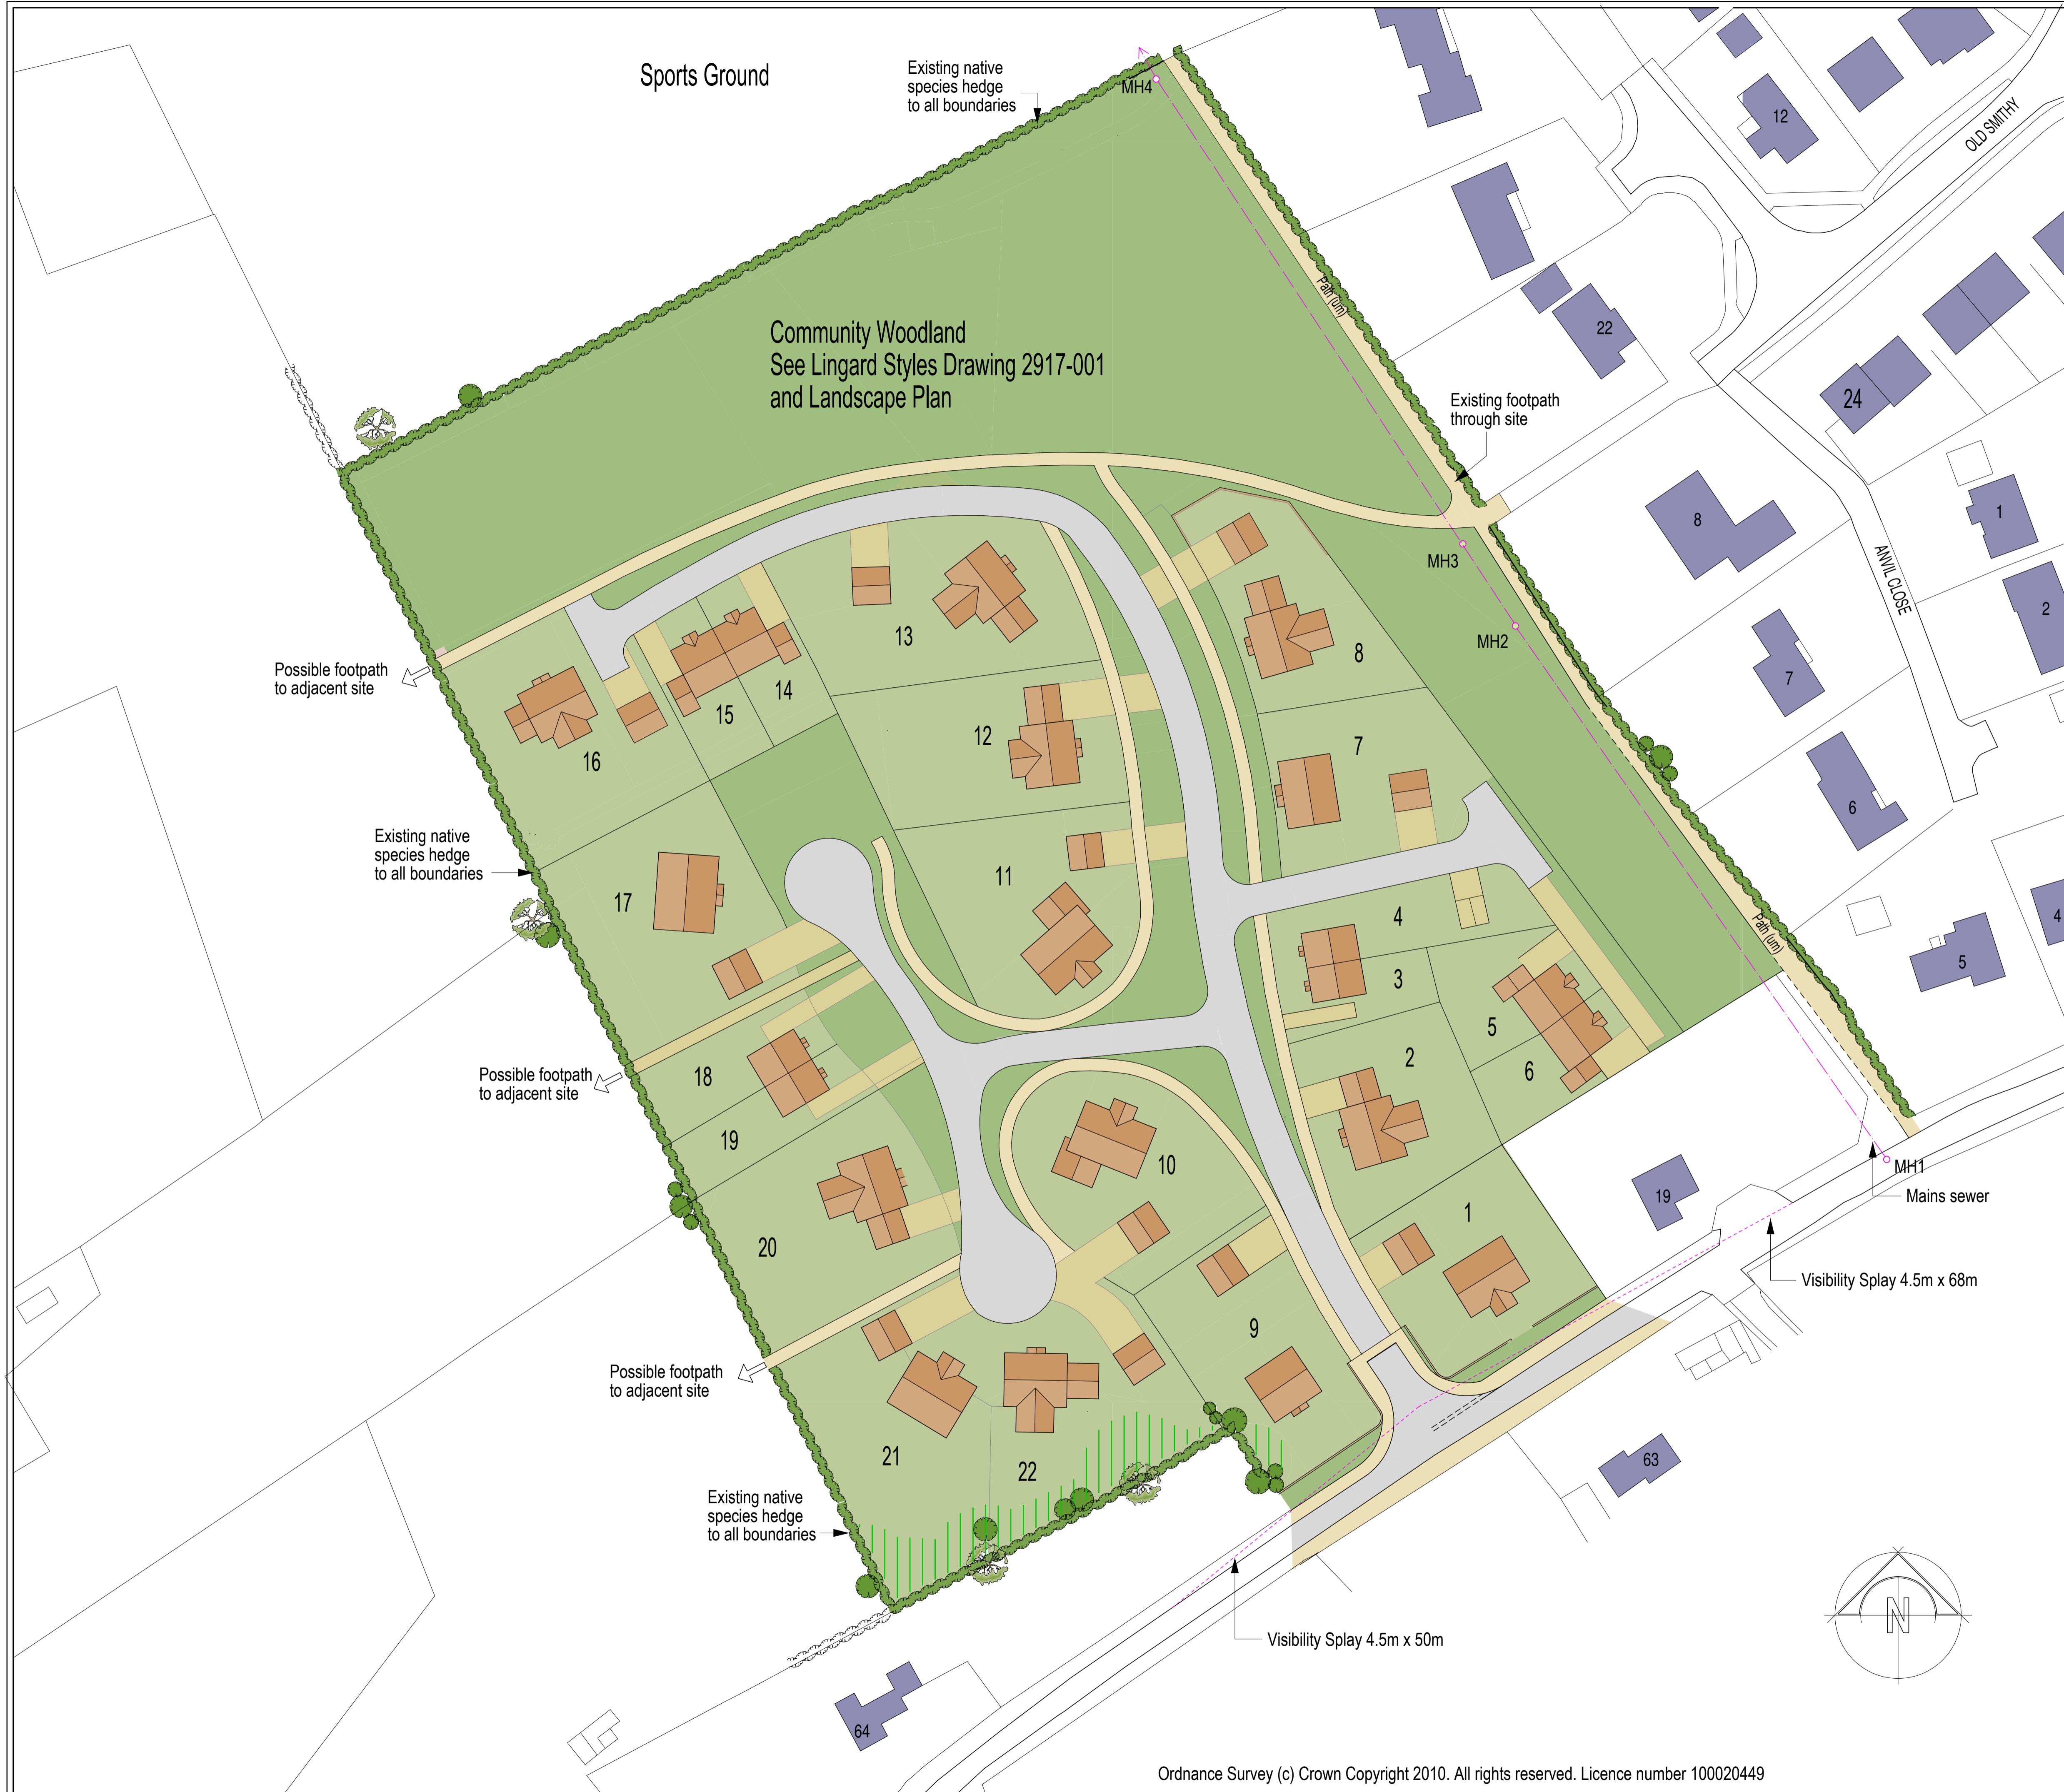 Sports Ground
Existing native
species hedge
to all boundaries
MH4
12
OLD SMITHY
Path (um)
22
Community Woodland
See Lingard Styles Drawing 2917-001
and Landscape Plan
24
Existing footpath
through site
8
1
ANVIL CLOSE
MH3
2
MH2
7
13
8
Possible footpath
to adjacent site
14
15
12
7
16
6
Existing native
species hedge
to all boundaries
11
17
4
4
Path (um)
5
3
5
2
6
Possible footpath
to adjacent site
18
19
10
MH1
19
Mains sewer
1
20
Visibility Splay 4.5m x 68m
9
Possible footpath
to adjacent site
21
22
63
Existing native
species hedge
to all boundaries
N
Visibility Splay 4.5m x 50m
64
Ordnance Survey (c) Crown Copyright 2010. All rights reserved. Licence number 100020449